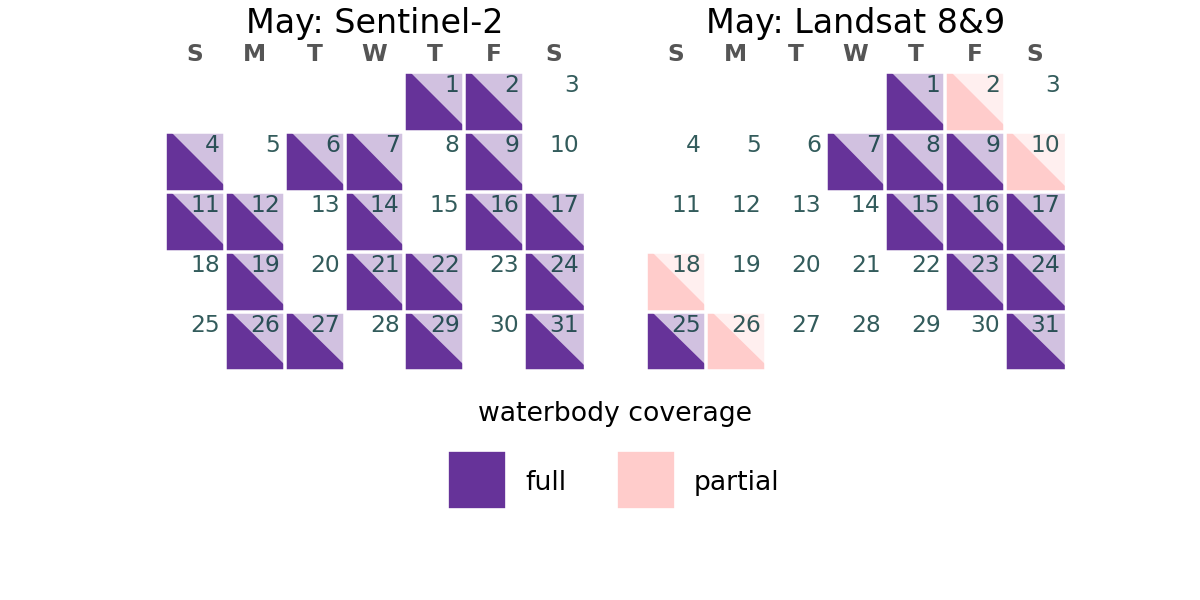 May: Sentinel-2
S M T W T F S
1 2 3
4 5 6 7 8 9 10
11 12 13 14 15 16 17
18 19 20 21 22 23 24
25 26 27 28 29 30 31
May: Landsat 8&9
S M T W T F S
1 2 3
4 5 6 7 8 9 10
11 12 13 14 15 16 17
18 19 20 21 22 23 24
25 26 27 28 29 30 31
waterbody coverage
full partial